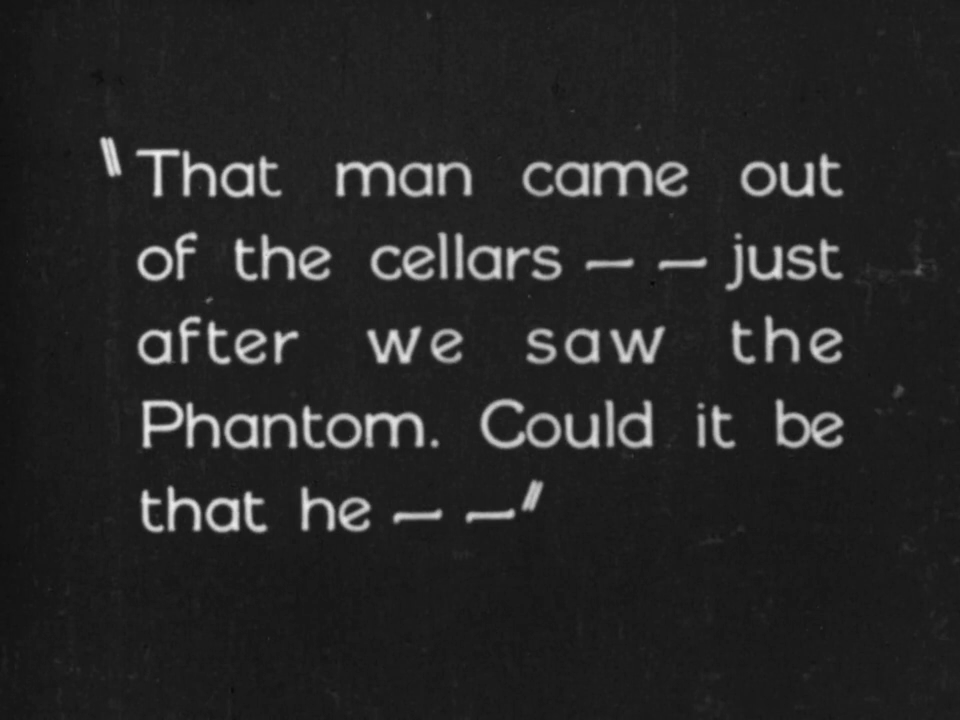 "That man came out
of the cellars — — just
after we saw the
Phantom. Could it be
that he — —"